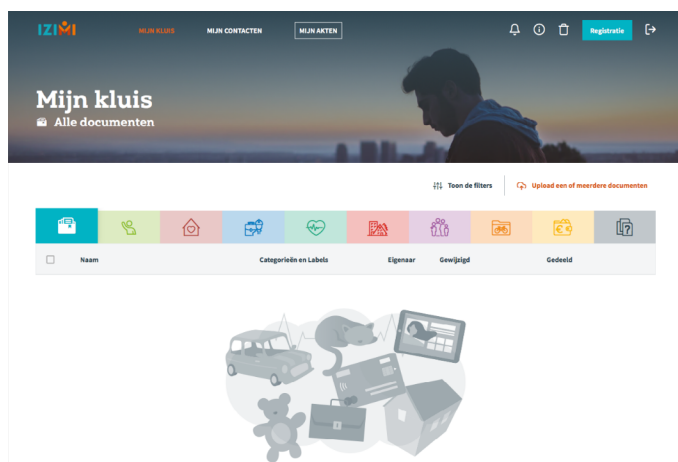 IZIMI
MIJN KLUIS
MIJN CONTACTEN
MIJN AKTEN
Registratie
Mijn kluis
Alle documenten
Toon de filters
Upload een of meerdere documenten
Naam
Categorieën en Labels
Eigenaar
Gewijzigd
Gedeeld